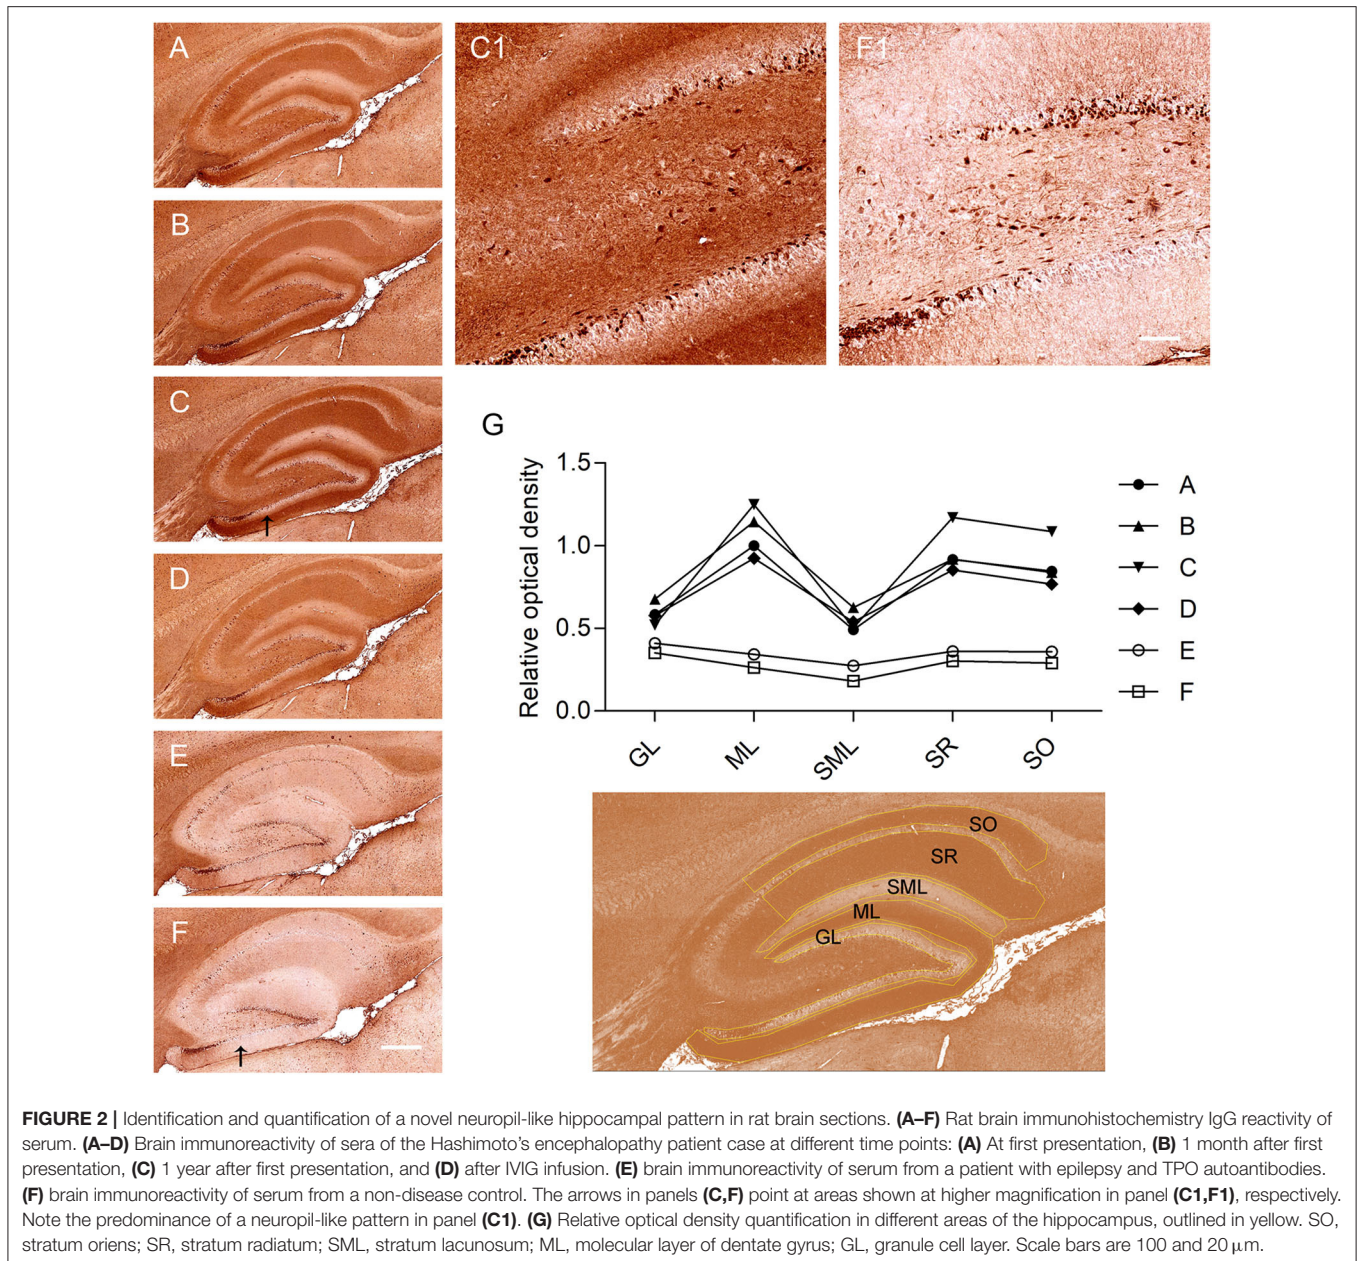 A
C1
F1
B
C
D
E
F
G
Relative optical density
1.5
1.0
0.5
0.0
GL
ML
SML
SR
SO
A
B
C
D
E
F
SO
SR
SML
ML
GL
FIGURE 2 | Identification and quantification of a novel neuropil-like hippocampal pattern in rat brain sections. (A–F) Rat brain immunohistochemistry IgG reactivity of
serum. (A–D) Brain immunoreactivity of sera of the Hashimoto's encephalopathy patient case at different time points: (A) At first presentation, (B) 1 month after first
presentation, (C) 1 year after first presentation, and (D) after IVIG infusion. (E) brain immunoreactivity of serum from a patient with epilepsy and TPO autoantibodies.
(F) brain immunoreactivity of serum from a non-disease control. The arrows in panels (C,F) point at areas shown at higher magnification in panel (C1,F1), respectively.
Note the predominance of a neuropil-like pattern in panel (C1). (G) Relative optical density quantification in different areas of the hippocampus, outlined in yellow. SO,
stratum oriens; SR, stratum radiatum; SML, stratum lacunosum; ML, molecular layer of dentate gyrus; GL, granule cell layer. Scale bars are 100 and 20 μm.